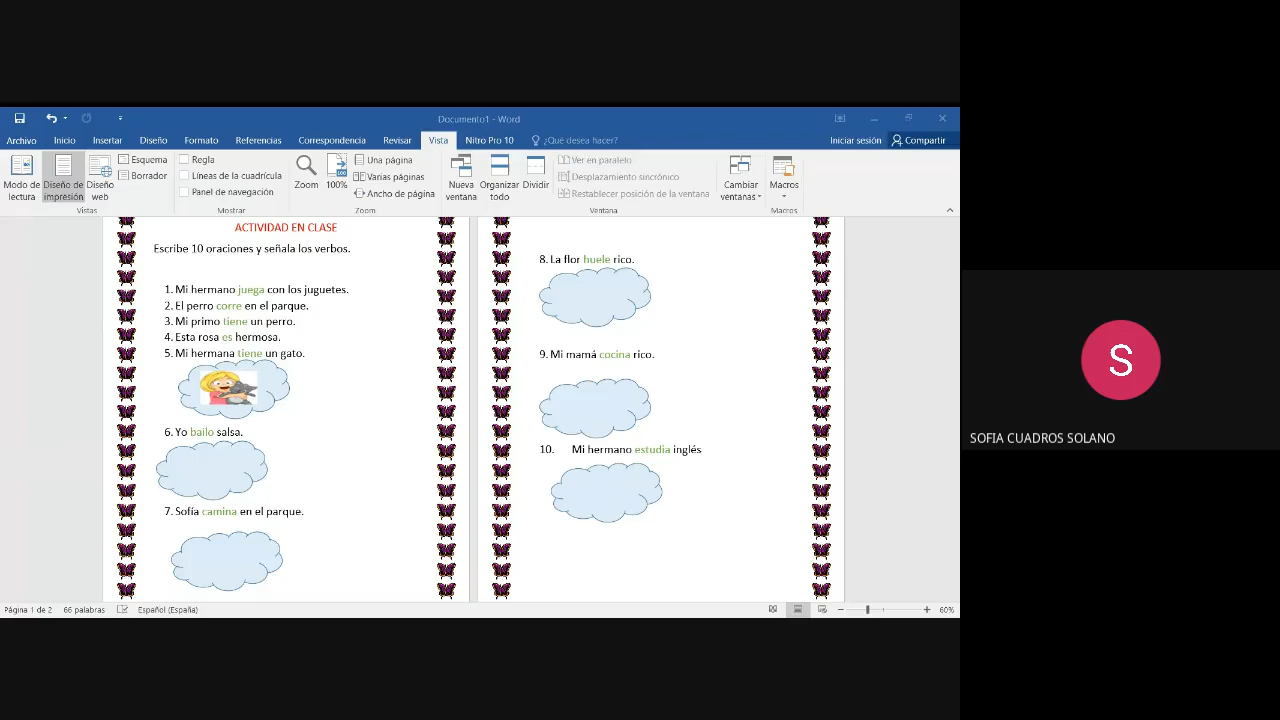 Documento1 - Word
Archivo Inicio Insertar Diseño Formato Referencias Correspondencia Revisar Vista Nitro Pro 10 ¿Qué desea hacer? Iniciar sesión Compartir
Modo de lectura Diseño de impresión Diseño web Esquema Borrador
Vistas
Regla
Líneas de la cuadrícula
Panel de navegación
Mostrar
Zoom 100% Una página
Varias páginas
Ancho de página
Zoom
Nueva ventana Organizar todo Dividir
Ver en paralelo
Desplazamiento sincrónico
Restablecer posición de la ventana
Ventana
Cambiar ventanas
Macros
Macros
ACTIVIDAD EN CLASE
Escribe 10 oraciones y señala los verbos.
1. Mi hermano juega con los juguetes.
2. El perro corre en el parque.
3. Mi primo tiene un perro.
4. Esta rosa es hermosa.
5. Mi hermana tiene un gato.
6. Yo bailo salsa.
7. Sofía camina en el parque.
8. La flor huele rico.
9. Mi mamá cocina rico.
10. Mi hermano estudia inglés
S
SOFIA CUADROS SOLANO
Página 1 de 2 66 palabras Español (España) 60%